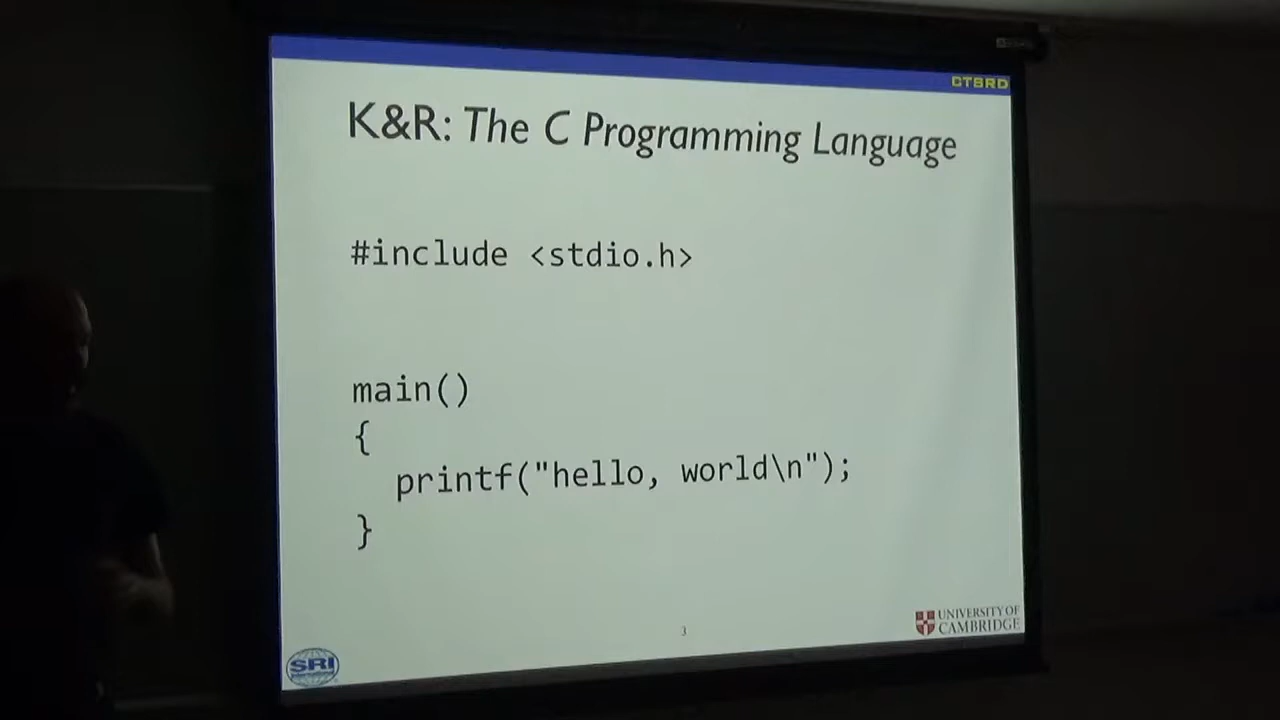 CTSRD
K&R: The C Programming Language
#include <stdio.h>
main()
{
printf("hello, world\n");
}
3
UNIVERSITY OF
CAMBRIDGE
SRI